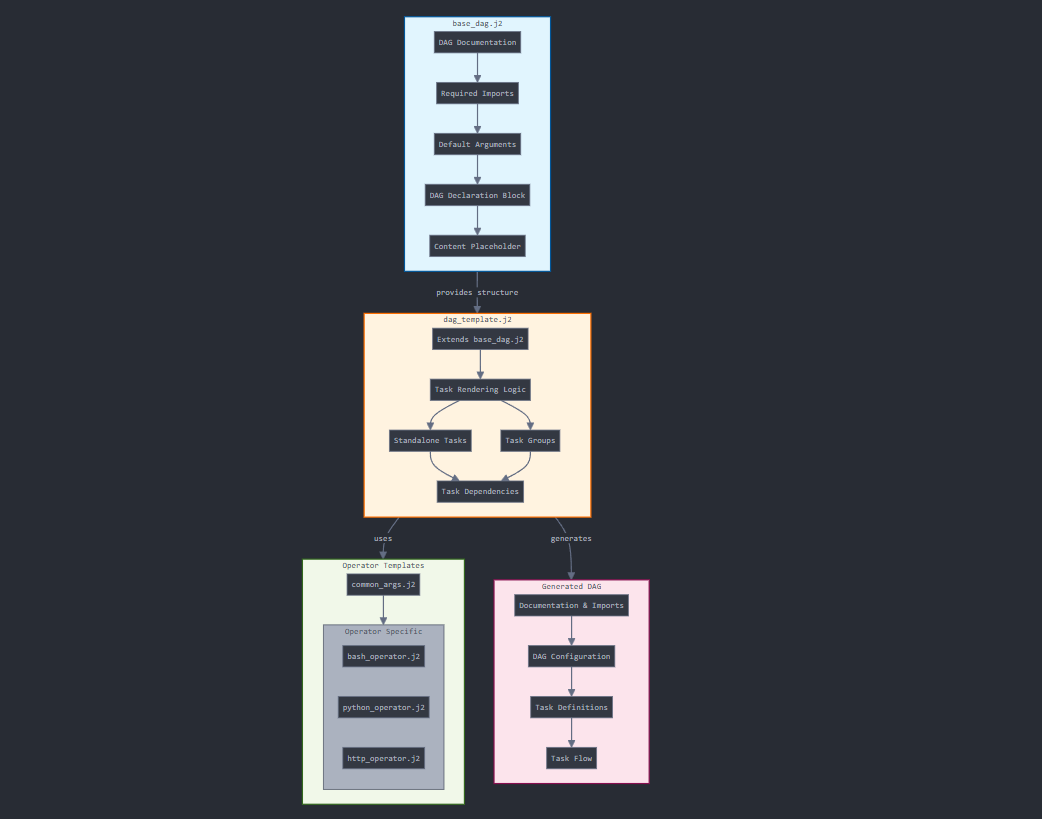 base_dag.j2
DAG Documentation
Required Imports
Default Arguments
DAG Declaration Block
Content Placeholder
provides structure
dag_template.j2
Extends base_dag.j2
Task Rendering Logic
Standalone Tasks
Task Groups
Task Dependencies
uses
generates
Operator Templates
common_args.j2
Operator Specific
bash_operator.j2
python_operator.j2
http_operator.j2
Generated DAG
Documentation & Imports
DAG Configuration
Task Definitions
Task Flow